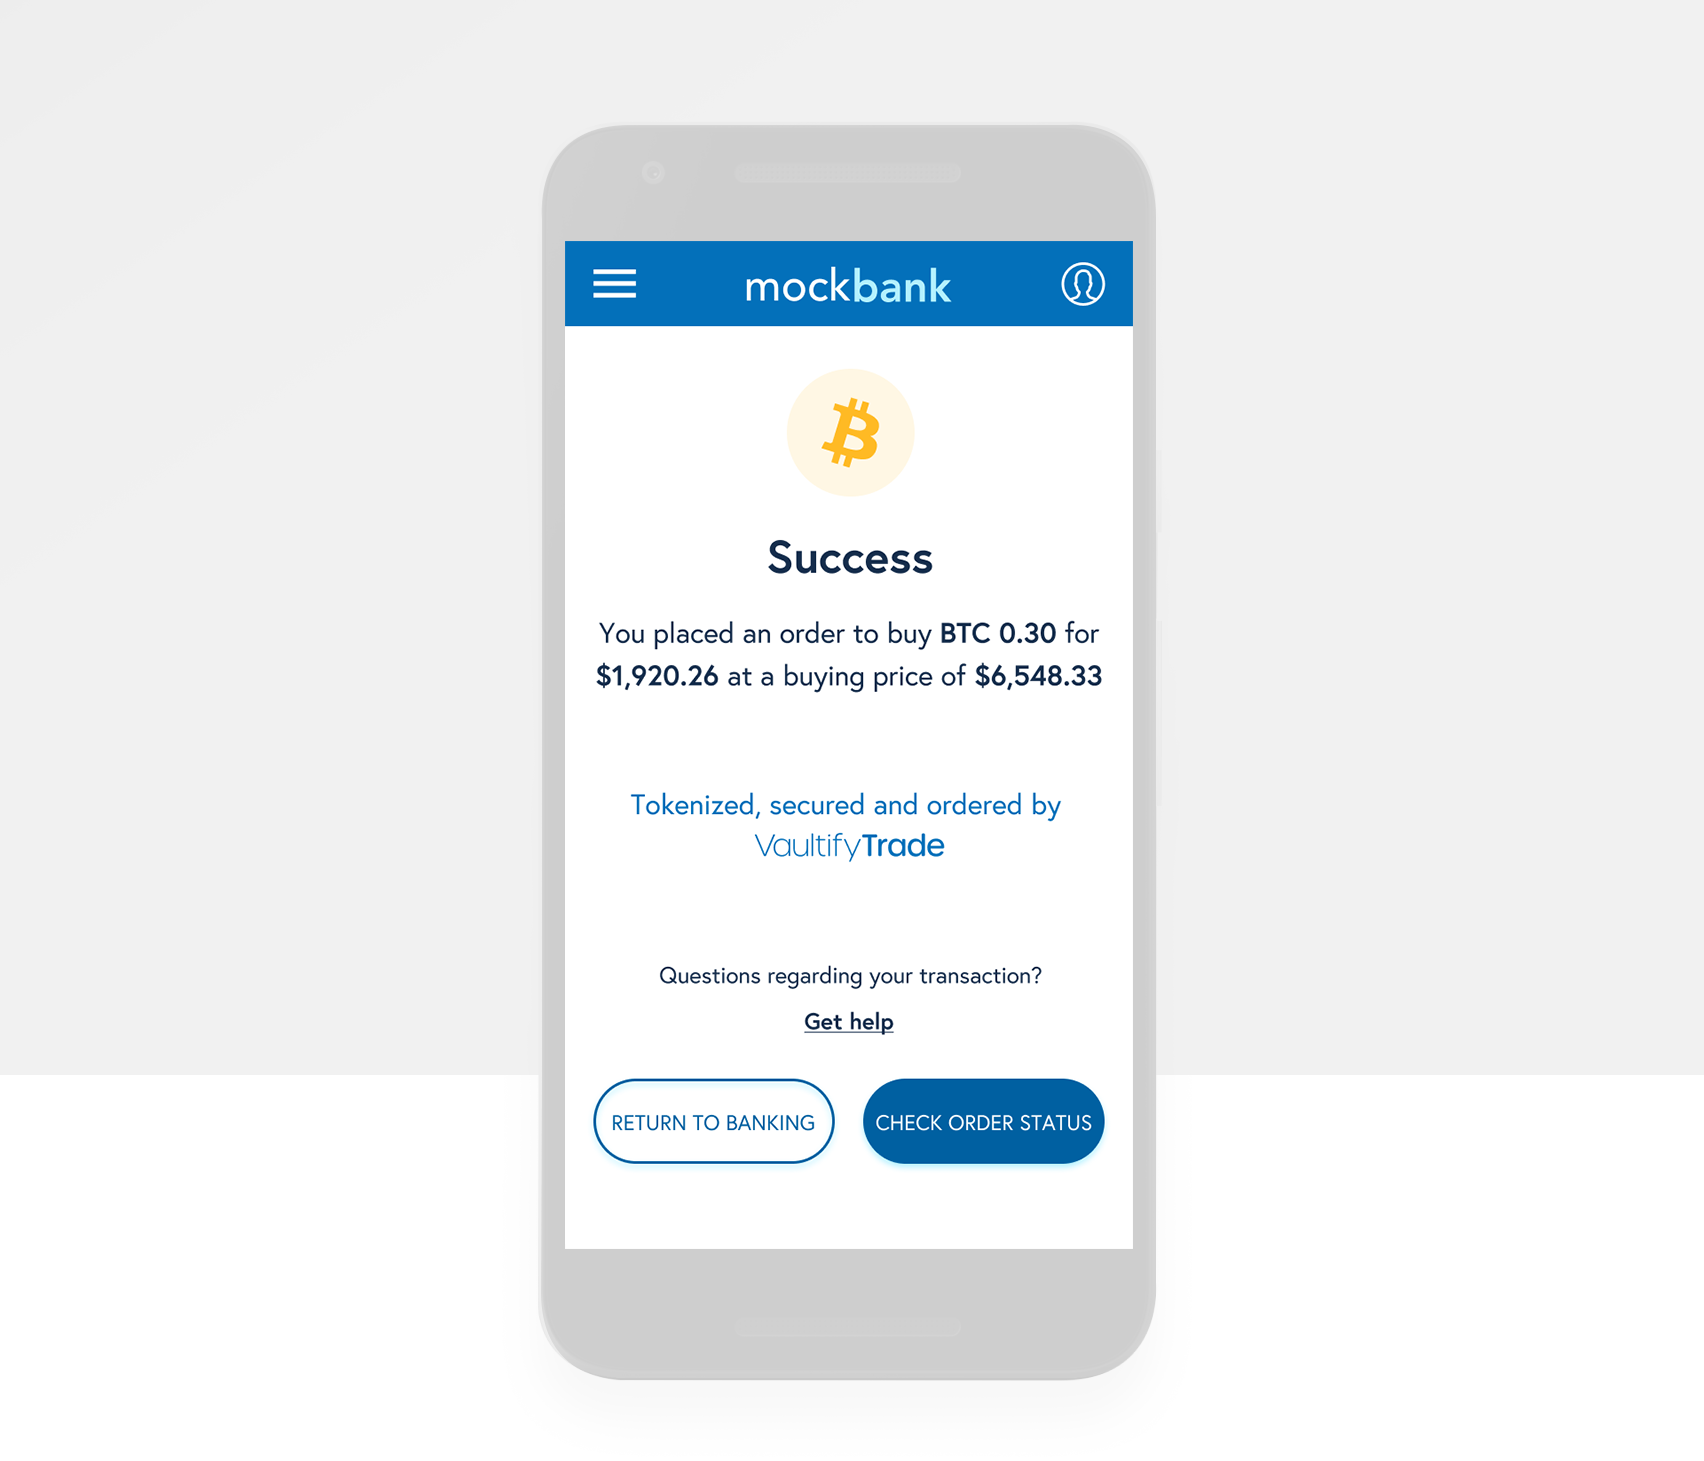 mockbank
Success
You placed an order to buy BTC 0.30 for
$1,920.26 at a buying price of $6,548.33
Tokenized, secured and ordered by
VaultifyTrade
Questions regarding your transaction?
Get help
RETURN TO BANKING
CHECK ORDER STATUS